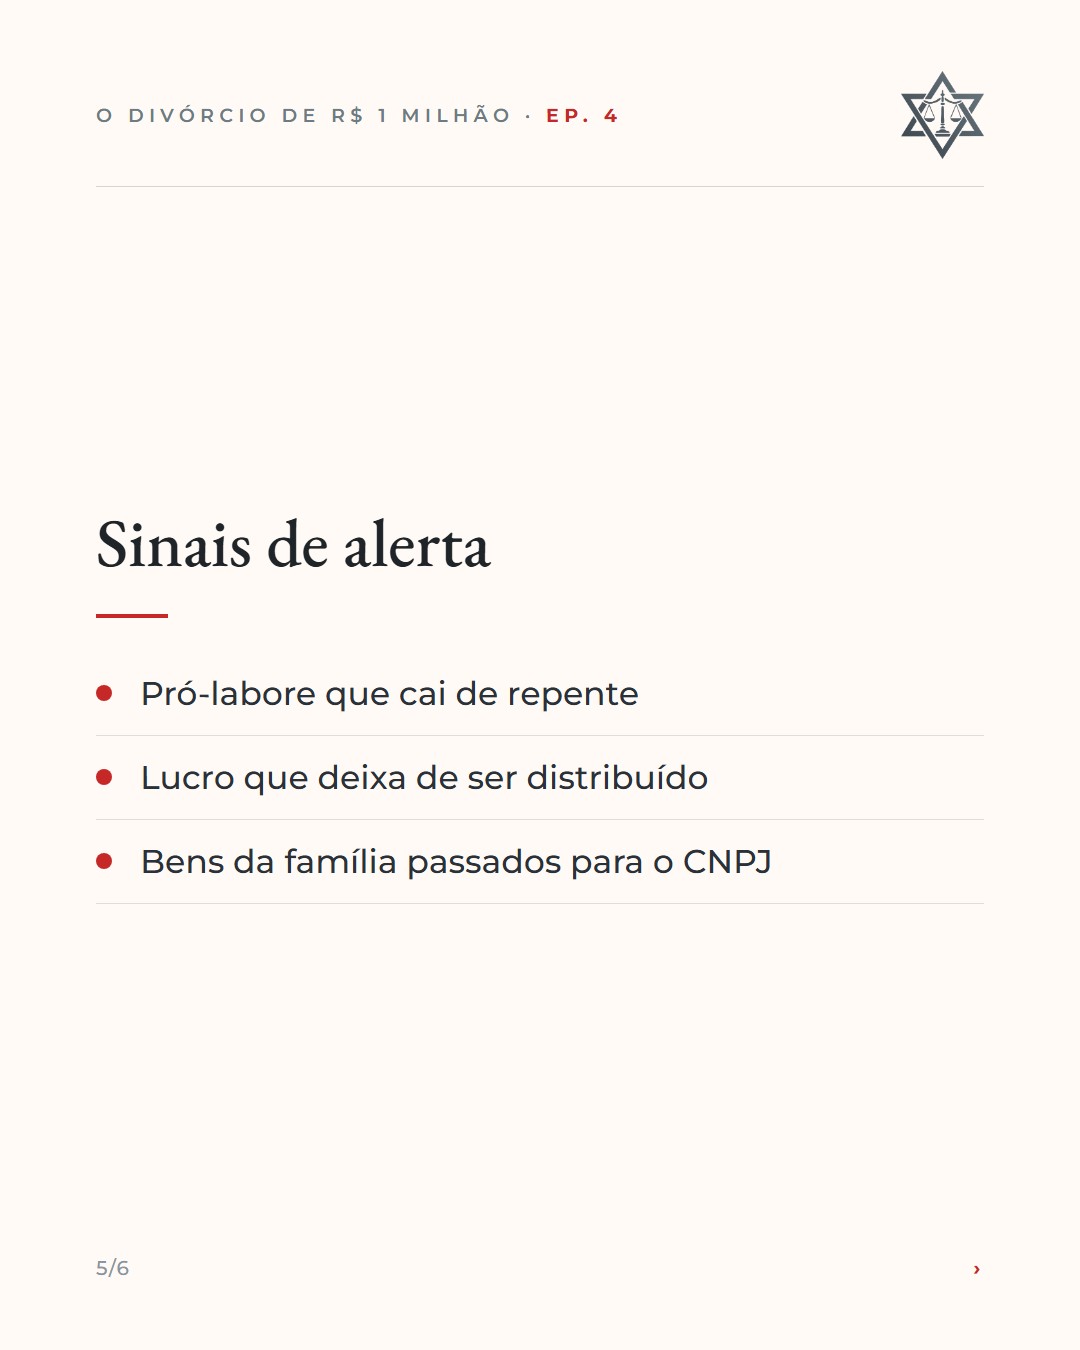 O DIVÓRCIO DE R$ 1 MILHÃO · EP. 4
Sinais de alerta
Pró-labore que cai de repente
Lucro que deixa de ser distribuído
Bens da família passados para o CNPJ
5/6
›